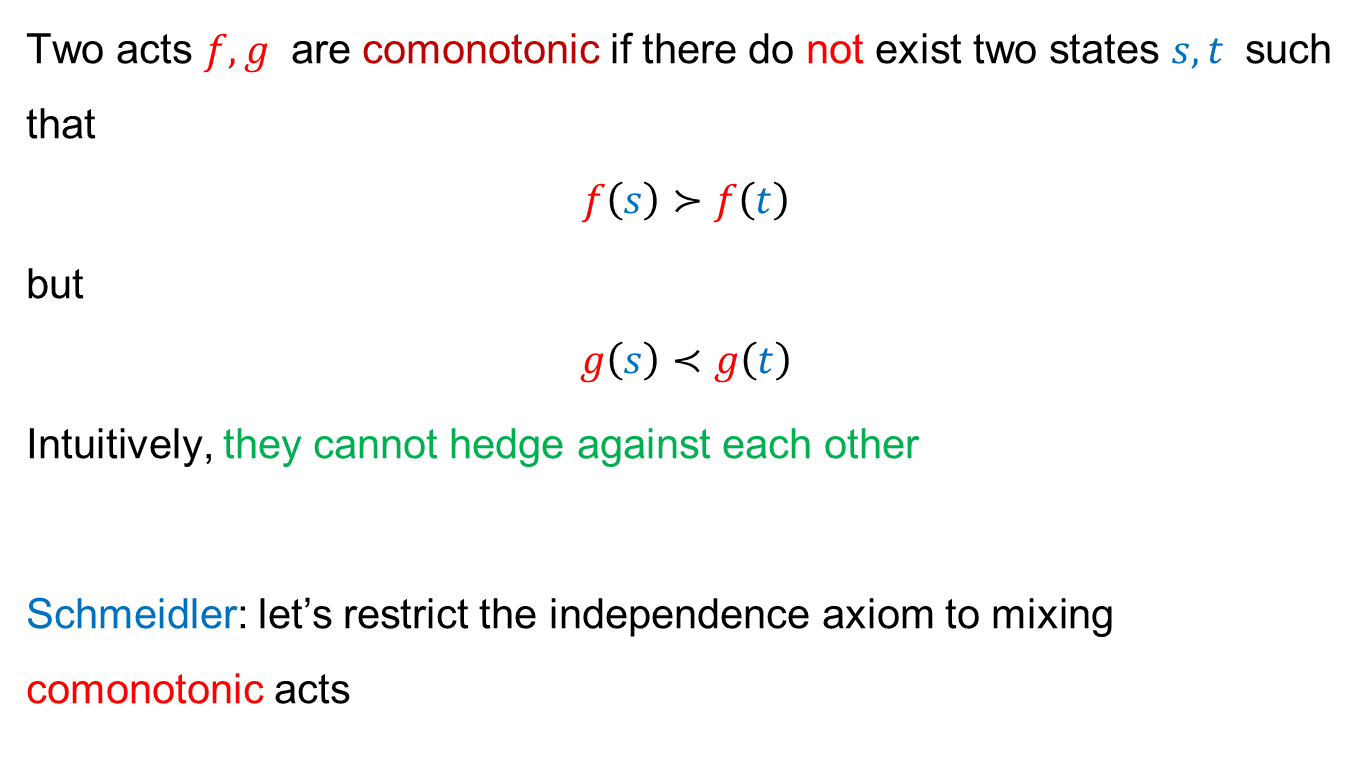 Two acts f, g are comonotonic if there do not exist two states s, t such
that
f(s) ≻ f(t)
but
g(s) ≺ g(t)
Intuitively, they cannot hedge against each other
Schmeidler: let’s restrict the independence axiom to mixing
comonotonic acts